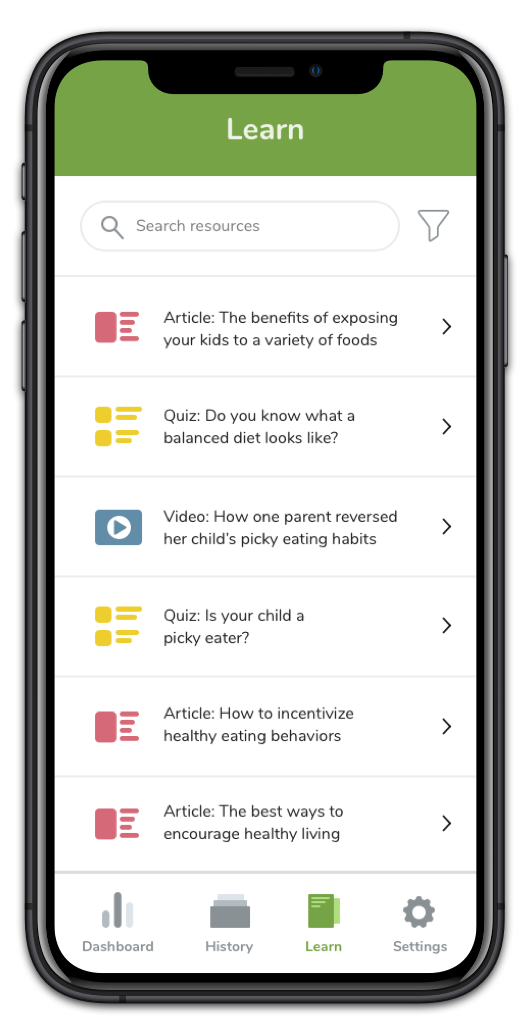 Learn
Search resources
Article: The benefits of exposing
your kids to a variety of foods
Quiz: Do you know what a
balanced diet looks like?
Video: How one parent reversed
her child’s picky eating habits
Quiz: Is your child a
picky eater?
Article: How to incentivize
healthy eating behaviors
Article: The best ways to
encourage healthy living
Dashboard
History
Learn
Settings